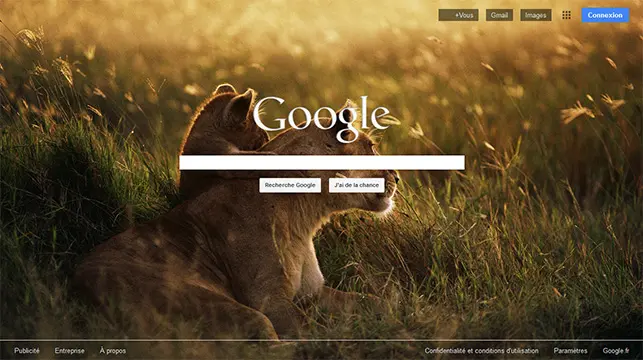 +Vous Gmail Images Connexion
Google
Recherche Google J'ai de la chance
Publicité Entreprise À propos Confidentialité et conditions d'utilisation Paramètres Google.fr